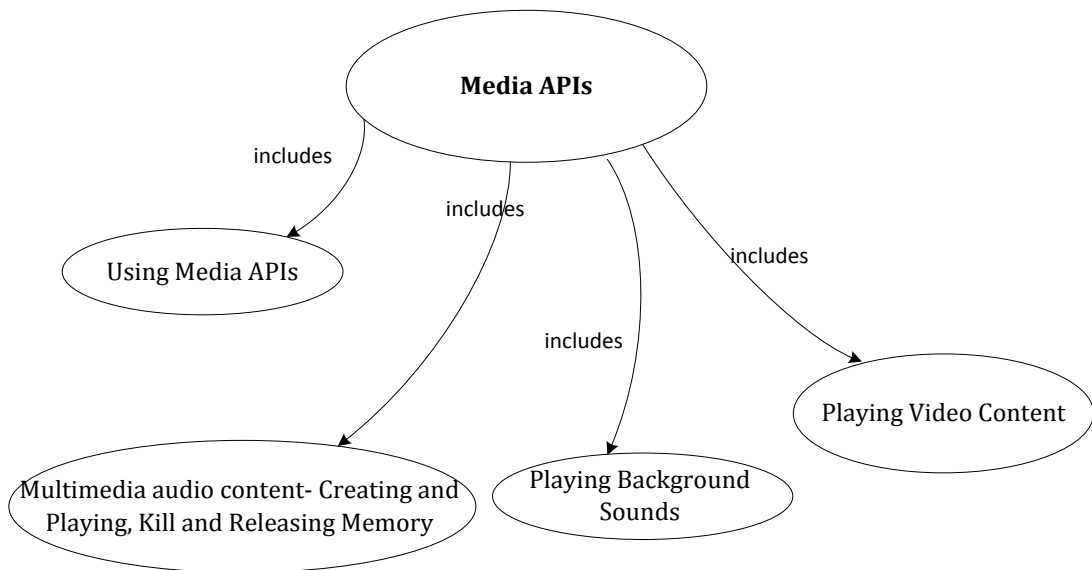 Media APIs
includes
Using Media APIs
includes
includes
includes
Playing Video Content
Multimedia audio content- Creating and
Playing, Kill and Releasing Memory
Playing Background
Sounds